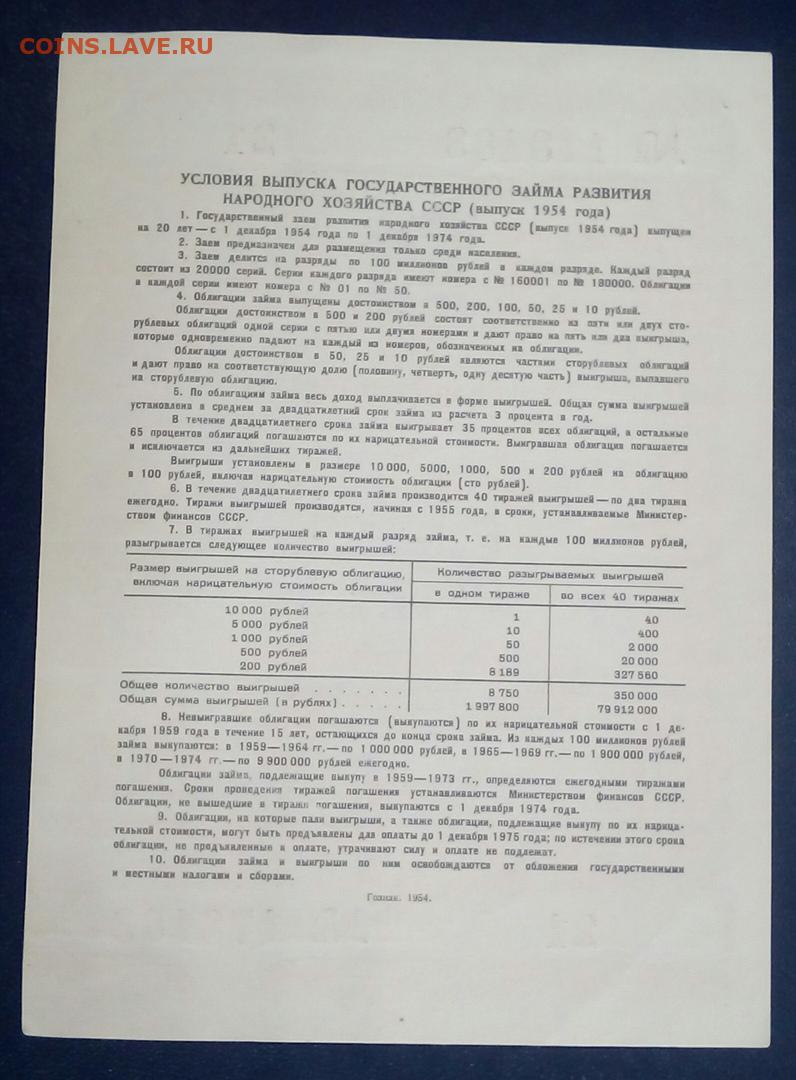 COINS.LAVE.RU
УСЛОВИЯ ВЫПУСКА ГОСУДАРСТВЕННОГО ЗАЙМА РАЗВИТИЯ
НАРОДНОГО ХОЗЯЙСТВА СССР (выпуск 1954 года)
1. Государственный заем развития народного хозяйства СССР (выпуск 1954 года) выпущен
на 20 лет — с 1 декабря 1954 года по 1 декабря 1974 года.
2. Заем предназначен для размещения только среди населения.
3. Заем делится на разряды по 100 миллионов рублей в каждом разряде. Каждый разряд
состоит из 20000 серий. Серии каждого разряда имеют номера с № 160001 по № 180000. Облигации
в каждой серии имеют номера с № 01 по № 50.
4. Облигации займа выпущены достоинством в 500, 200, 100, 50, 25 и 10 рублей.
Облигации достоинством в 500 и 200 рублей состоят соответственно из пяти или двух сто-
рублевых облигаций одной серии с пятью или двумя номерами и дают право на пять или два выигрыша,
которые одновременно падают на каждый из номеров, обозначенных на облигации.
Облигации достоинством в 50, 25 и 10 рублей являются частями сторублевых облигаций
и дают право на соответствующую долю (половину, четверть, одну десятую часть) выигрыша, выпавшего
на сторублевую облигацию.
5. По облигациям займа весь доход выплачивается в форме выигрышей. Общая сумма выигрышей
установлена в среднем за двадцатилетний срок займа из расчета 3 процента в год.
В течение двадцатилетнего срока займа выигрывает 35 процентов всех облигаций, а остальные
65 процентов облигаций погашаются по их нарицательной стоимости. Выигравшая облигация погашается
и исключается из дальнейших тиражей.
Выигрыши установлены в размере 10 000, 5000, 1000, 500 и 200 рублей на облигацию
в 100 рублей, включая нарицательную стоимость облигации (сто рублей).
6. В течение двадцатилетнего срока займа производится 40 тиражей выигрышей — по два тиража
ежегодно. Тиражи выигрышей производятся, начиная с 1955 года, в сроки, устанавливаемые Министер-
ством финансов СССР.
7. В тиражах выигрышей на каждый разряд займа, т. е. на каждые 100 миллионов рублей,
разыгрывается следующее количество выигрышей:
Размер выигрышей на сторублевую облигацию, Количество разыгрываемых выигрышей
включая нарицательную стоимость облигации в одном тираже во всех 40 тиражах
10 000 рублей 1 40
5 000 рублей 10 400
1 000 рублей 50 2 000
500 рублей 500 20 000
200 рублей 8 189 327 560
Общее количество выигрышей . . . . . . . 8 750 350 000
Общая сумма выигрышей (в рублях) . . . . . 1 997 800 79 912 000
8. Невыигравшие облигации погашаются (выкупаются) по их нарицательной стоимости с 1 де-
кабря 1959 года в течение 15 лет, остающихся до конца срока займа. Из каждых 100 миллионов рублей
займа выкупаются: в 1959—1964 гг.— по 1 000 000 рублей, в 1965—1969 гг.— по 1 900 000 рублей,
в 1970—1974 гг.— по 9 900 000 рублей ежегодно.
Облигации займа, подлежащие выкупу в 1959—1973 гг., определяются ежегодными тиражами
погашения. Сроки проведения тиражей погашения устанавливаются Министерством финансов СССР.
Облигации, не вышедшие в тиражи погашения, выкупаются с 1 декабря 1974 года.
9. Облигации, на которые пали выигрыши, а также облигации, подлежащие выкупу по их нарица-
тельной стоимости, могут быть предъявлены для оплаты до 1 декабря 1975 года; по истечении этого срока
облигации, не предъявленные к оплате, утрачивают силу и оплате не подлежат.
10. Облигации займа и выигрыши по ним освобождаются от обложения государственными
и местными налогами и сборами.
Гознак. 1954.